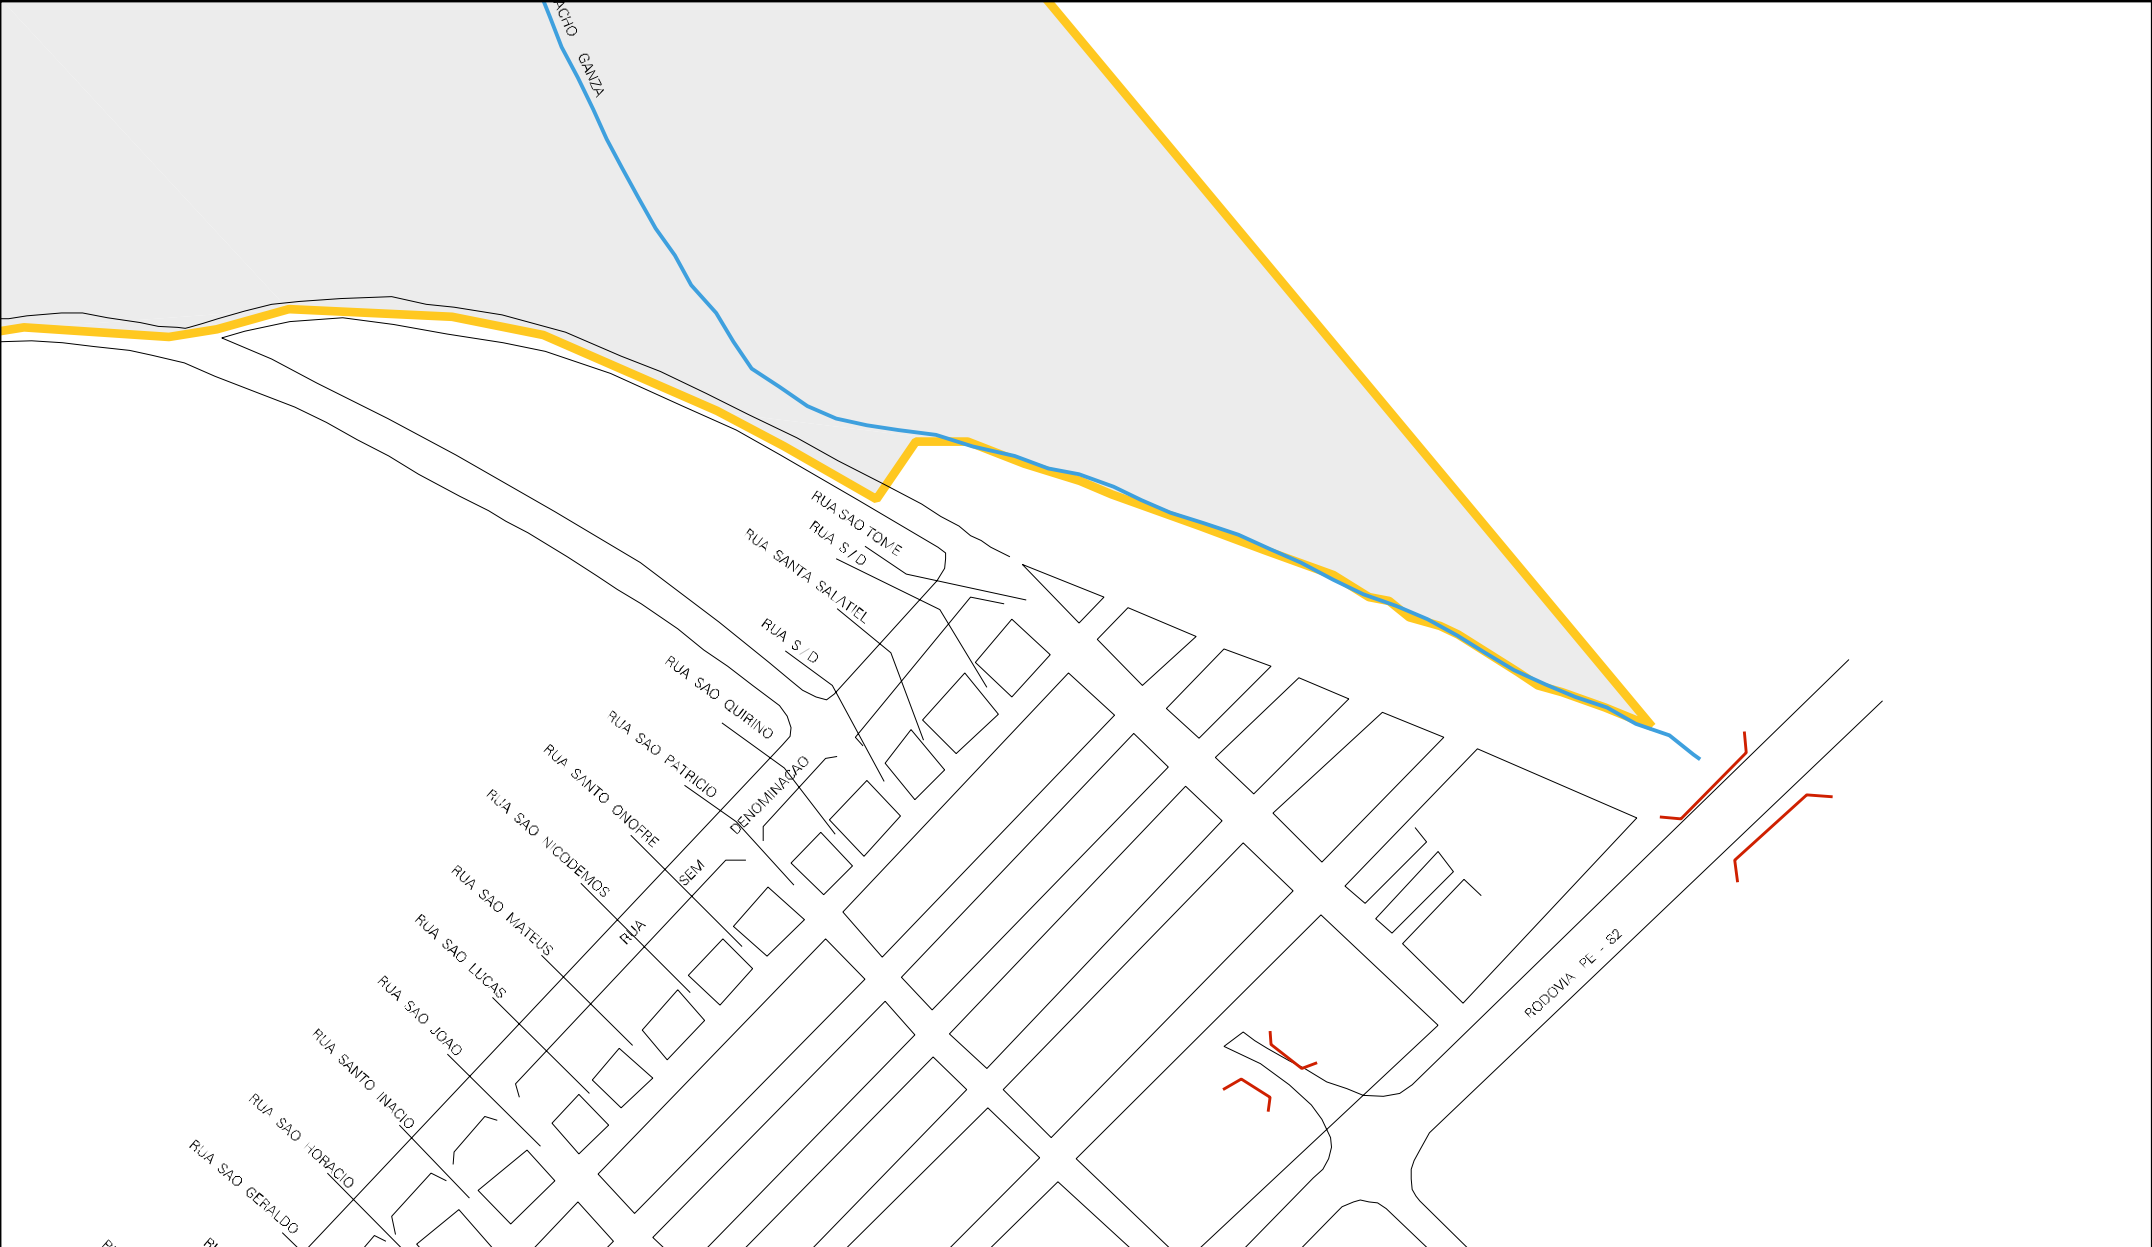 GANZA
RUA SAO TOME
RUA S/D
RUA SANTA SALATIEL
RUA S/D
RUA SAO QUIRINO
RUA SAO PATRICIO
RUA SANTO ONOFRE
RUA SAO NICODEMOS
RUA SAO MATEUS
RUA SAO LUCAS
RUA SAO JOAO
RUA SANTO INACIO
RUA SAO HORACIO
RUA SAO GERALDO
RUA SEM DENOMINACAO
RODOVIA PE - 82